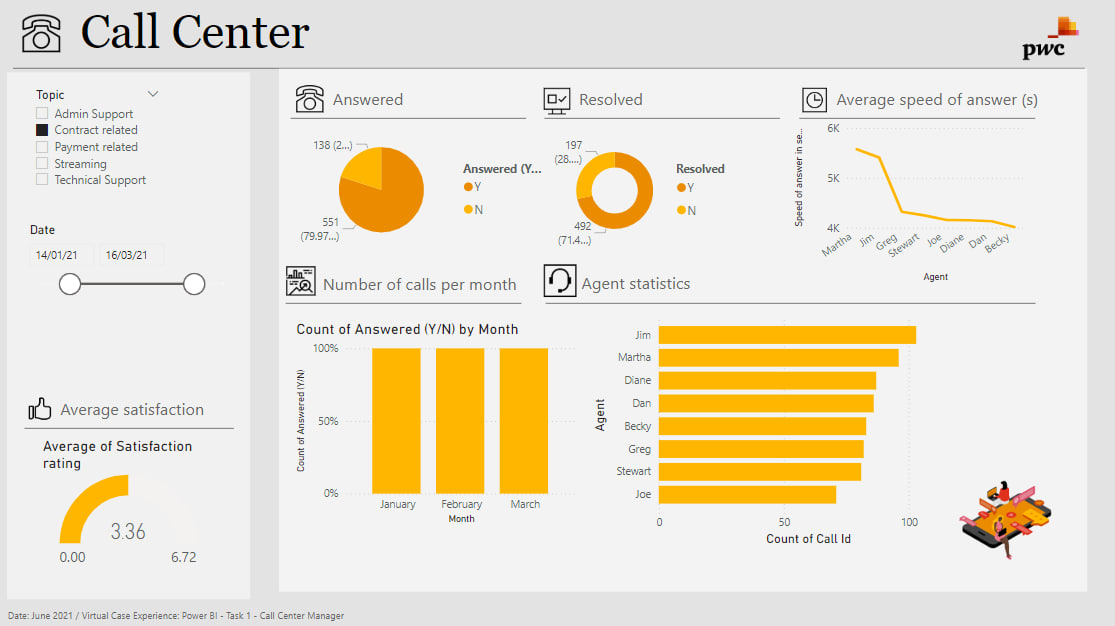 Call Center
pwc
Topic
Admin Support
Contract related
Payment related
Streaming
Technical Support
Date
14/01/21
16/03/21
Average satisfaction
Average of Satisfaction
rating
3.36
0.00
6.72
Answered
138 (2...)
551
(79.97...)
Answered (Y...
Y
N
Resolved
197
(28....)
492
(71.4...)
Resolved
Y
N
Average speed of answer (s)
Speed of answer in se...
6K
5K
4K
Martha
Jim
Greg
Stewart
Joe
Diane
Dan
Becky
Agent
Number of calls per month
Count of Answered (Y/N) by Month
Count of Answered (Y/N)
100%
50%
0%
January
February
March
Month
Agent statistics
Agent
Jim
Martha
Diane
Dan
Becky
Greg
Stewart
Joe
0
50
100
Count of Call Id
Date: June 2021 / Virtual Case Experience: Power BI - Task 1 - Call Center Manager